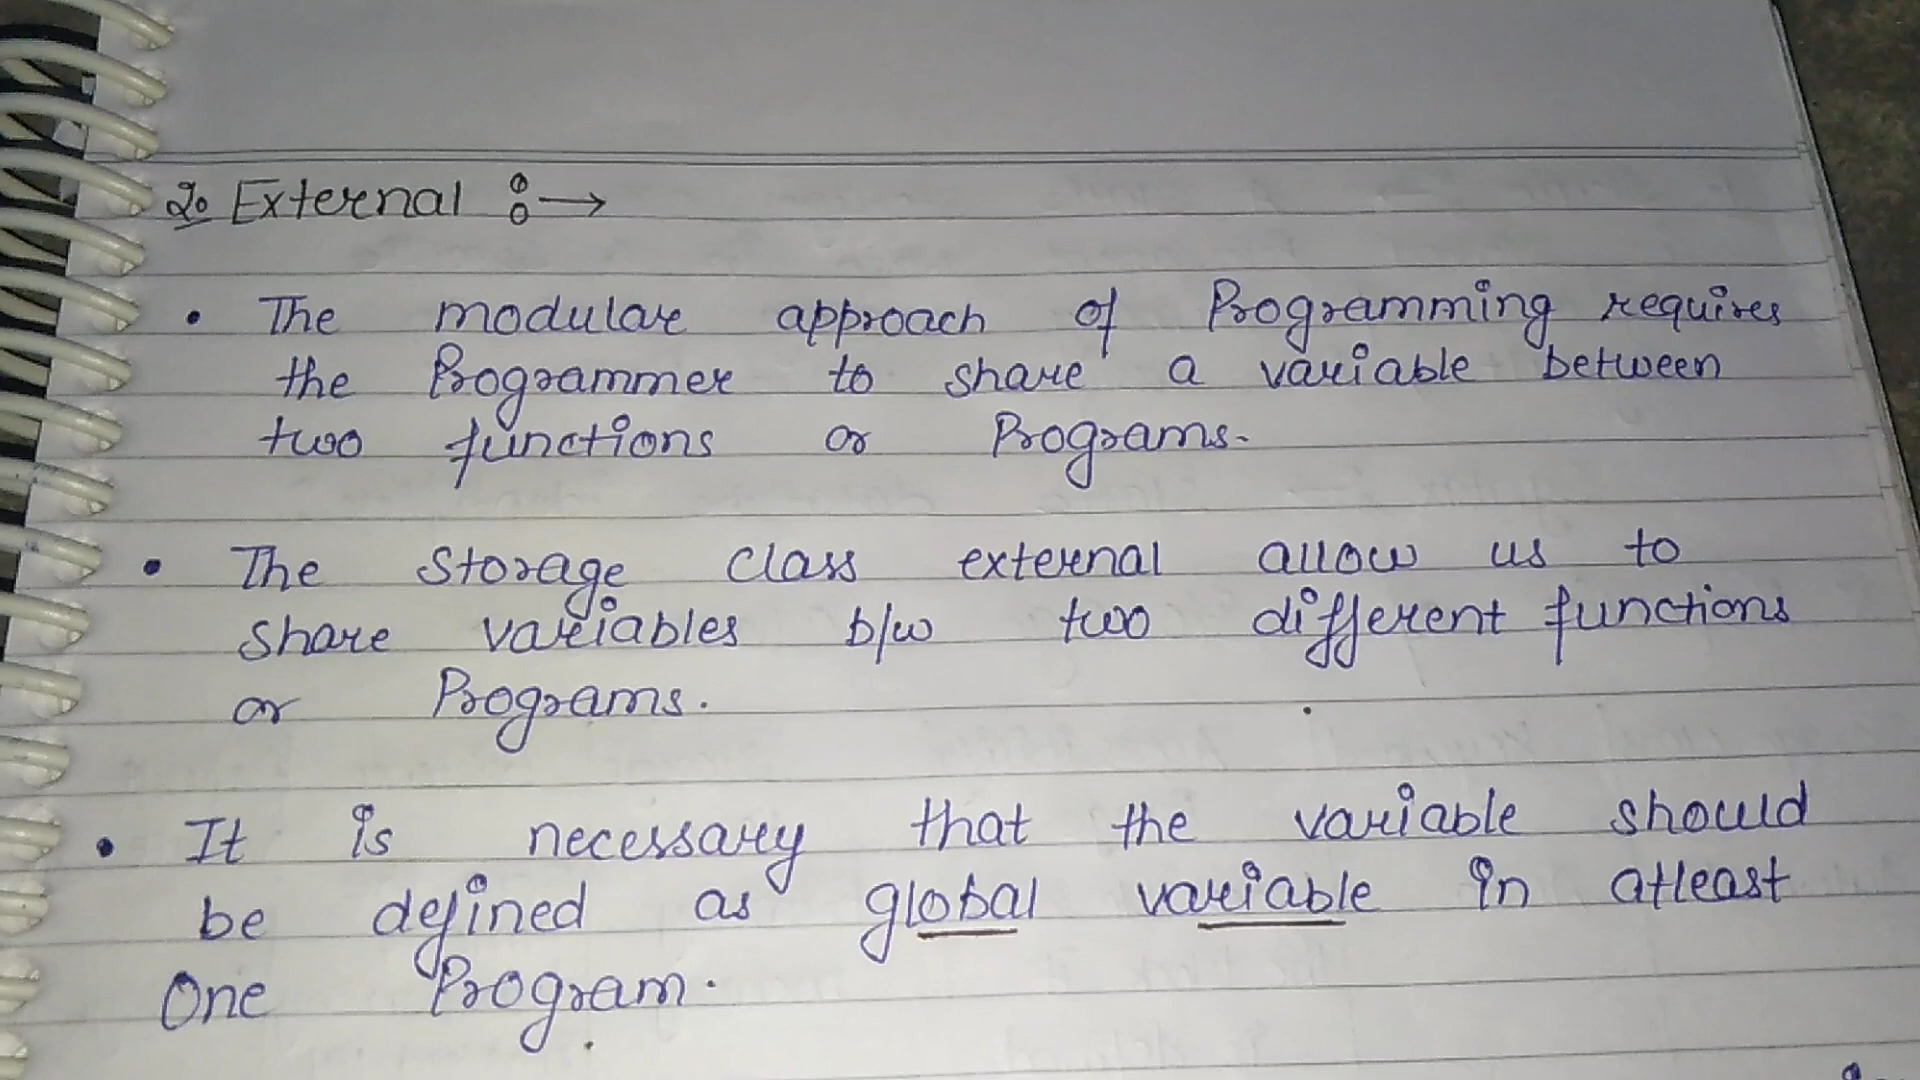 2. External :→
• The modular approach of Programming requires
the Programmer to share a variable between
two functions or Programs.
• The Storage class external allow us to
share variables b/w two different functions
or Programs.
• It is necessary that the variable should
be defined as global variable in atleast
One Program.